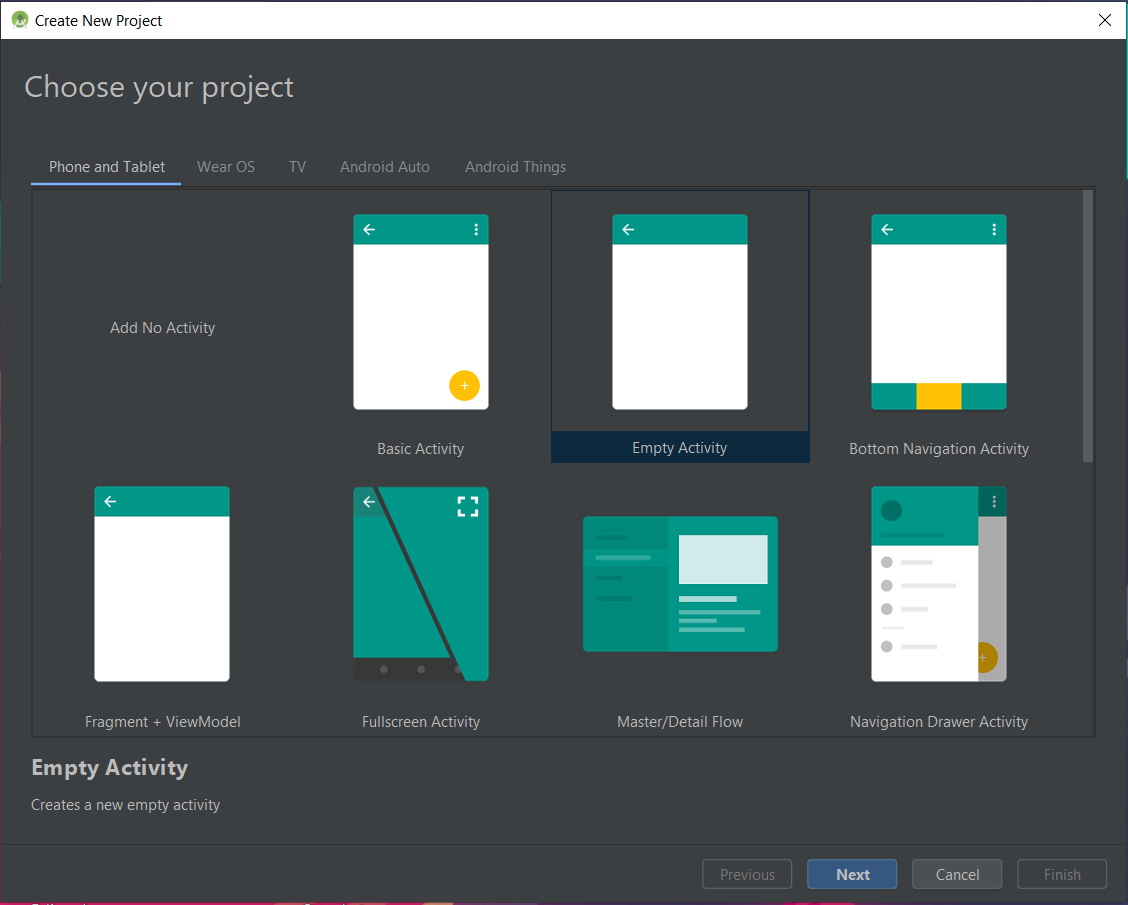 Create New Project
Choose your project
Phone and Tablet Wear OS TV Android Auto Android Things
Add No Activity
Basic Activity
Empty Activity
Bottom Navigation Activity
Fragment + ViewModel
Fullscreen Activity
Master/Detail Flow
Navigation Drawer Activity
Empty Activity
Creates a new empty activity
Previous Next Cancel Finish